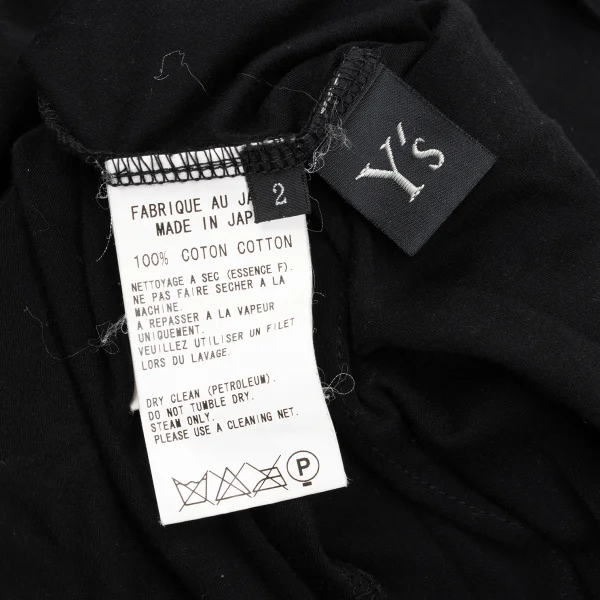 Y's
2
FABRIQUE AU JA
MADE IN JAP
100% COTON COTTON
NETTOYAGE A SEC (ESSENCE F).
NE PAS FAIRE SECHER A LA
MACHINE.
A REPASSER A LA VAPEUR
UNIQUEMENT.
VEUILLEZ UTILISER UN FILET
LORS DU LAVAGE.
DRY CLEAN (PETROLEUM).
DO NOT TUMBLE DRY.
STEAM ONLY.
PLEASE USE A CLEANING NET.
P